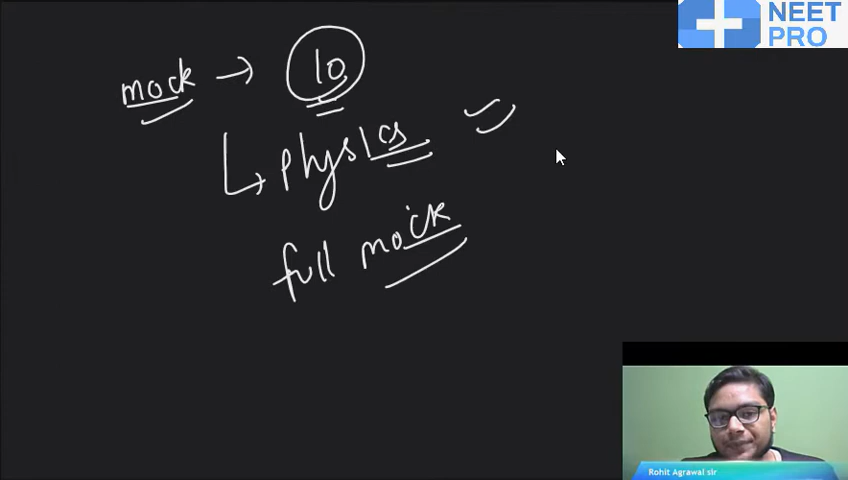 NEET
PRO
mock → 10
↳ physics
full mock
Rohit Agrawal sir